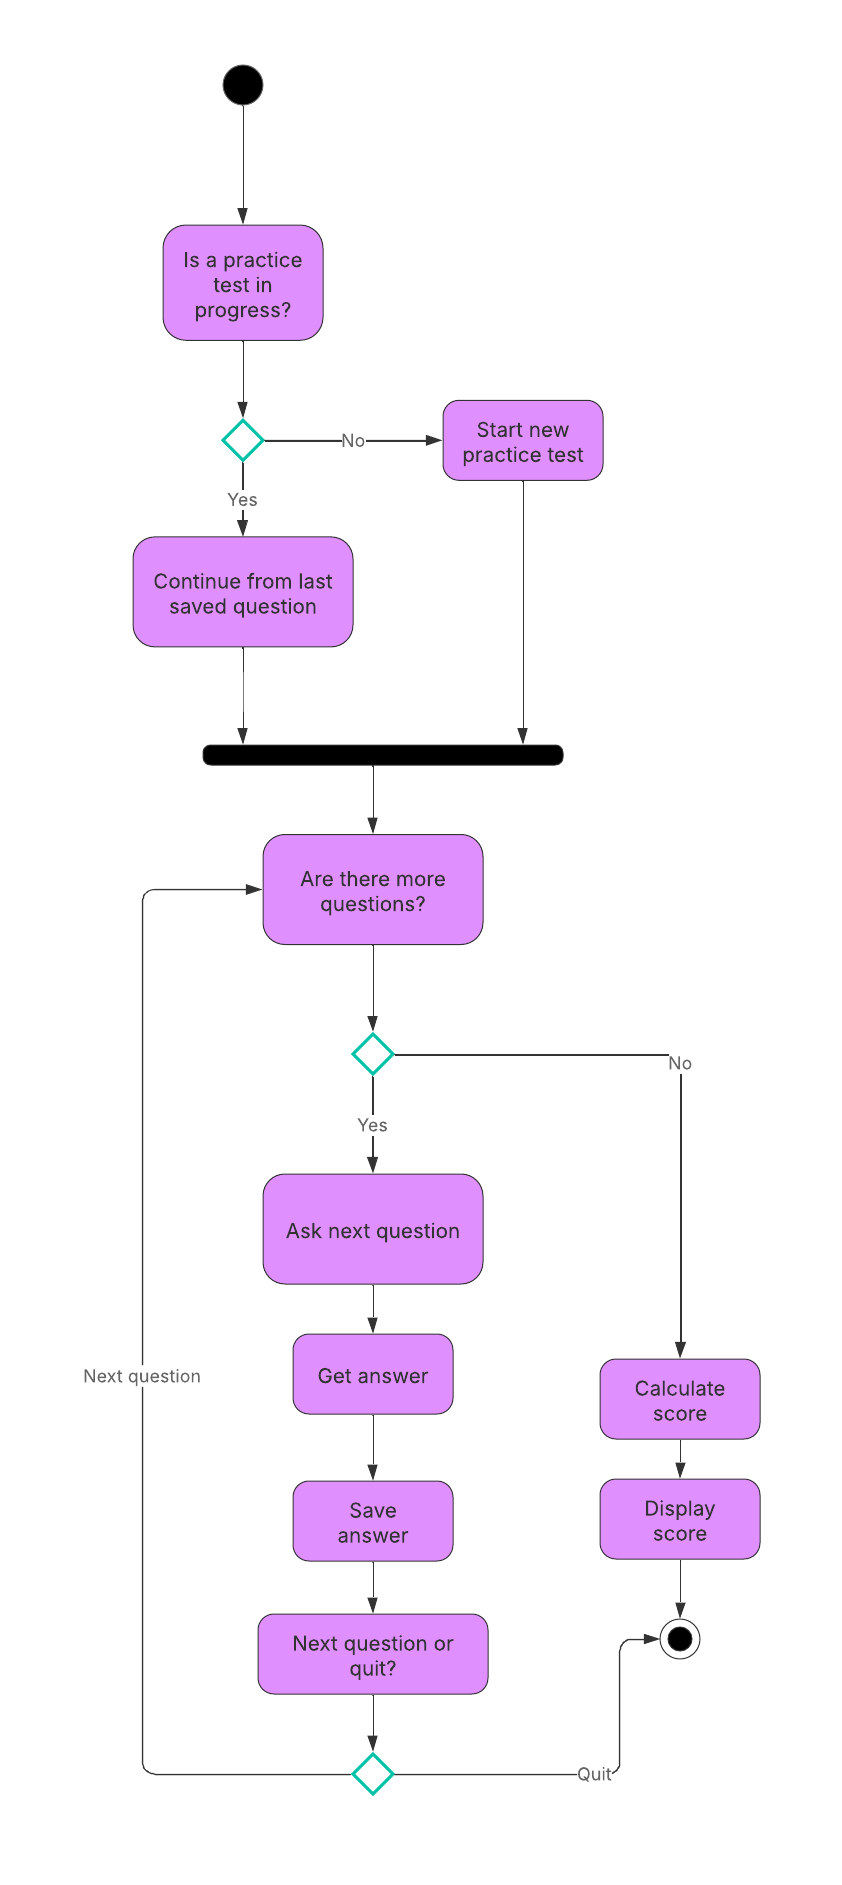 Is a practice
test in
progress?
No
Start new
practice test
Yes
Continue from last
saved question
Are there more
questions?
No
Yes
Ask next question
Next question
Get answer
Calculate
score
Save
answer
Display
score
Next question or
quit?
Quit